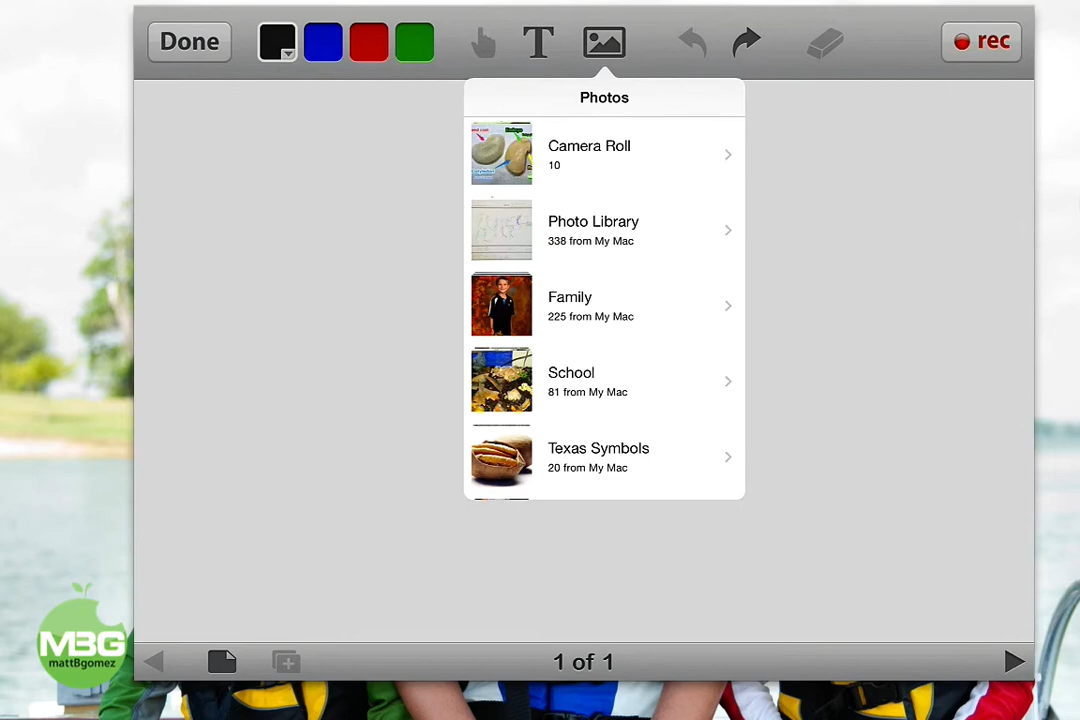 Done
T
rec
Photos
Camera Roll
10
Photo Library
338 from My Mac
Family
225 from My Mac
School
81 from My Mac
Texas Symbols
20 from My Mac
MBG
mattBgomez
1 of 1